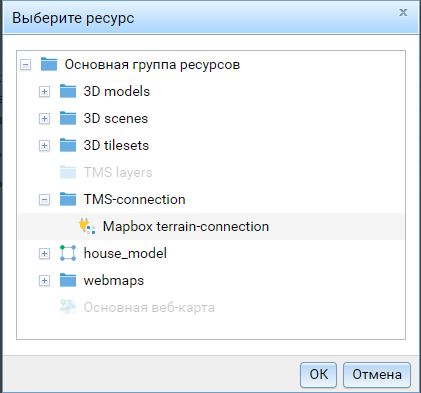 Выберите ресурс
x
Основная группа ресурсов
3D models
3D scenes
3D tilesets
TMS layers
TMS-connection
Mapbox terrain-connection
house_model
webmaps
Основная веб-карта
ОК Отмена